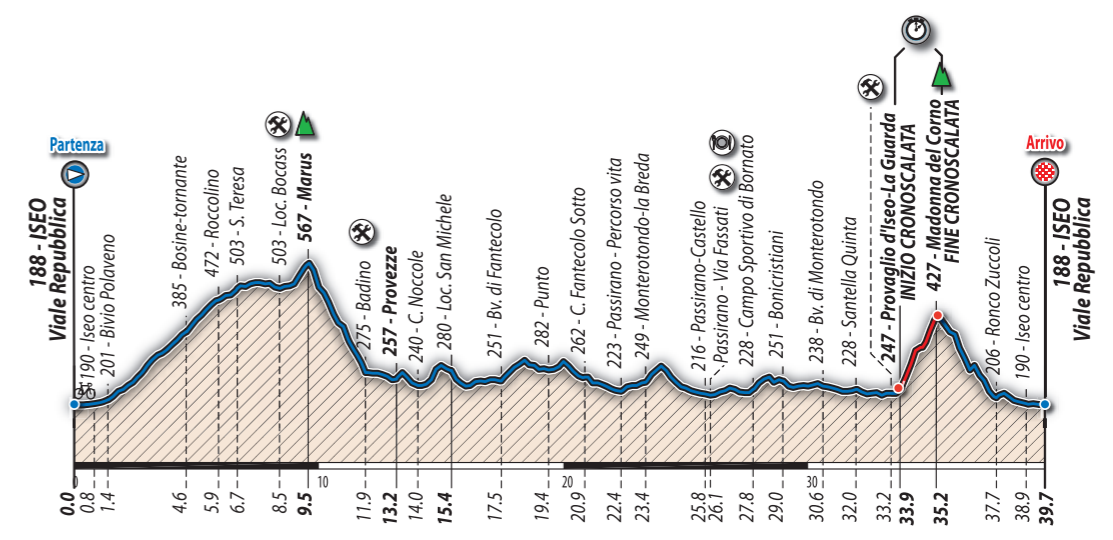 Partenza
188 - ISEO
Viale Repubblica
190 - Iseo centro
201 - Bivio Polaveno
385 - Bosine-tornante
472 - Roccolino
503 - S. Teresa
503 - Loc. Bocass
567 - Marus
275 - Badino
257 - Provezze
240 - C. Noccole
280 - Loc. San Michele
251 - Bv. di Fantecolo
282 - Punto
262 - C. Fantecolo Sotto
223 - Passirano - Percorso vita
249 - Monterotondo-la Breda
216 - Passirano-Castello
Passirano - Via Fassati
228 - Campo Sportivo di Bornato
251 - Bonicristiani
238 - Bv. di Monterotondo
228 - Santella Quinta
247 - Provaglio d'Iseo-La Guarda
INIZIO CRONOSCALATA
427 - Madonna del Corno
FINE CRONOSCALATA
206 - Ronco Zuccoli
190 - Iseo centro
Arrivo
188 - ISEO
Viale Repubblica
0 10 20 30
0.0 0.8 1.4 4.6 5.9 6.7 8.5 9.5 11.9 13.2 14.0 15.4 17.5 19.4 20.9 22.4 23.4 25.8 26.1 27.8 29.0 30.6 32.0 33.2 33.9 35.2 37.7 38.9 39.7